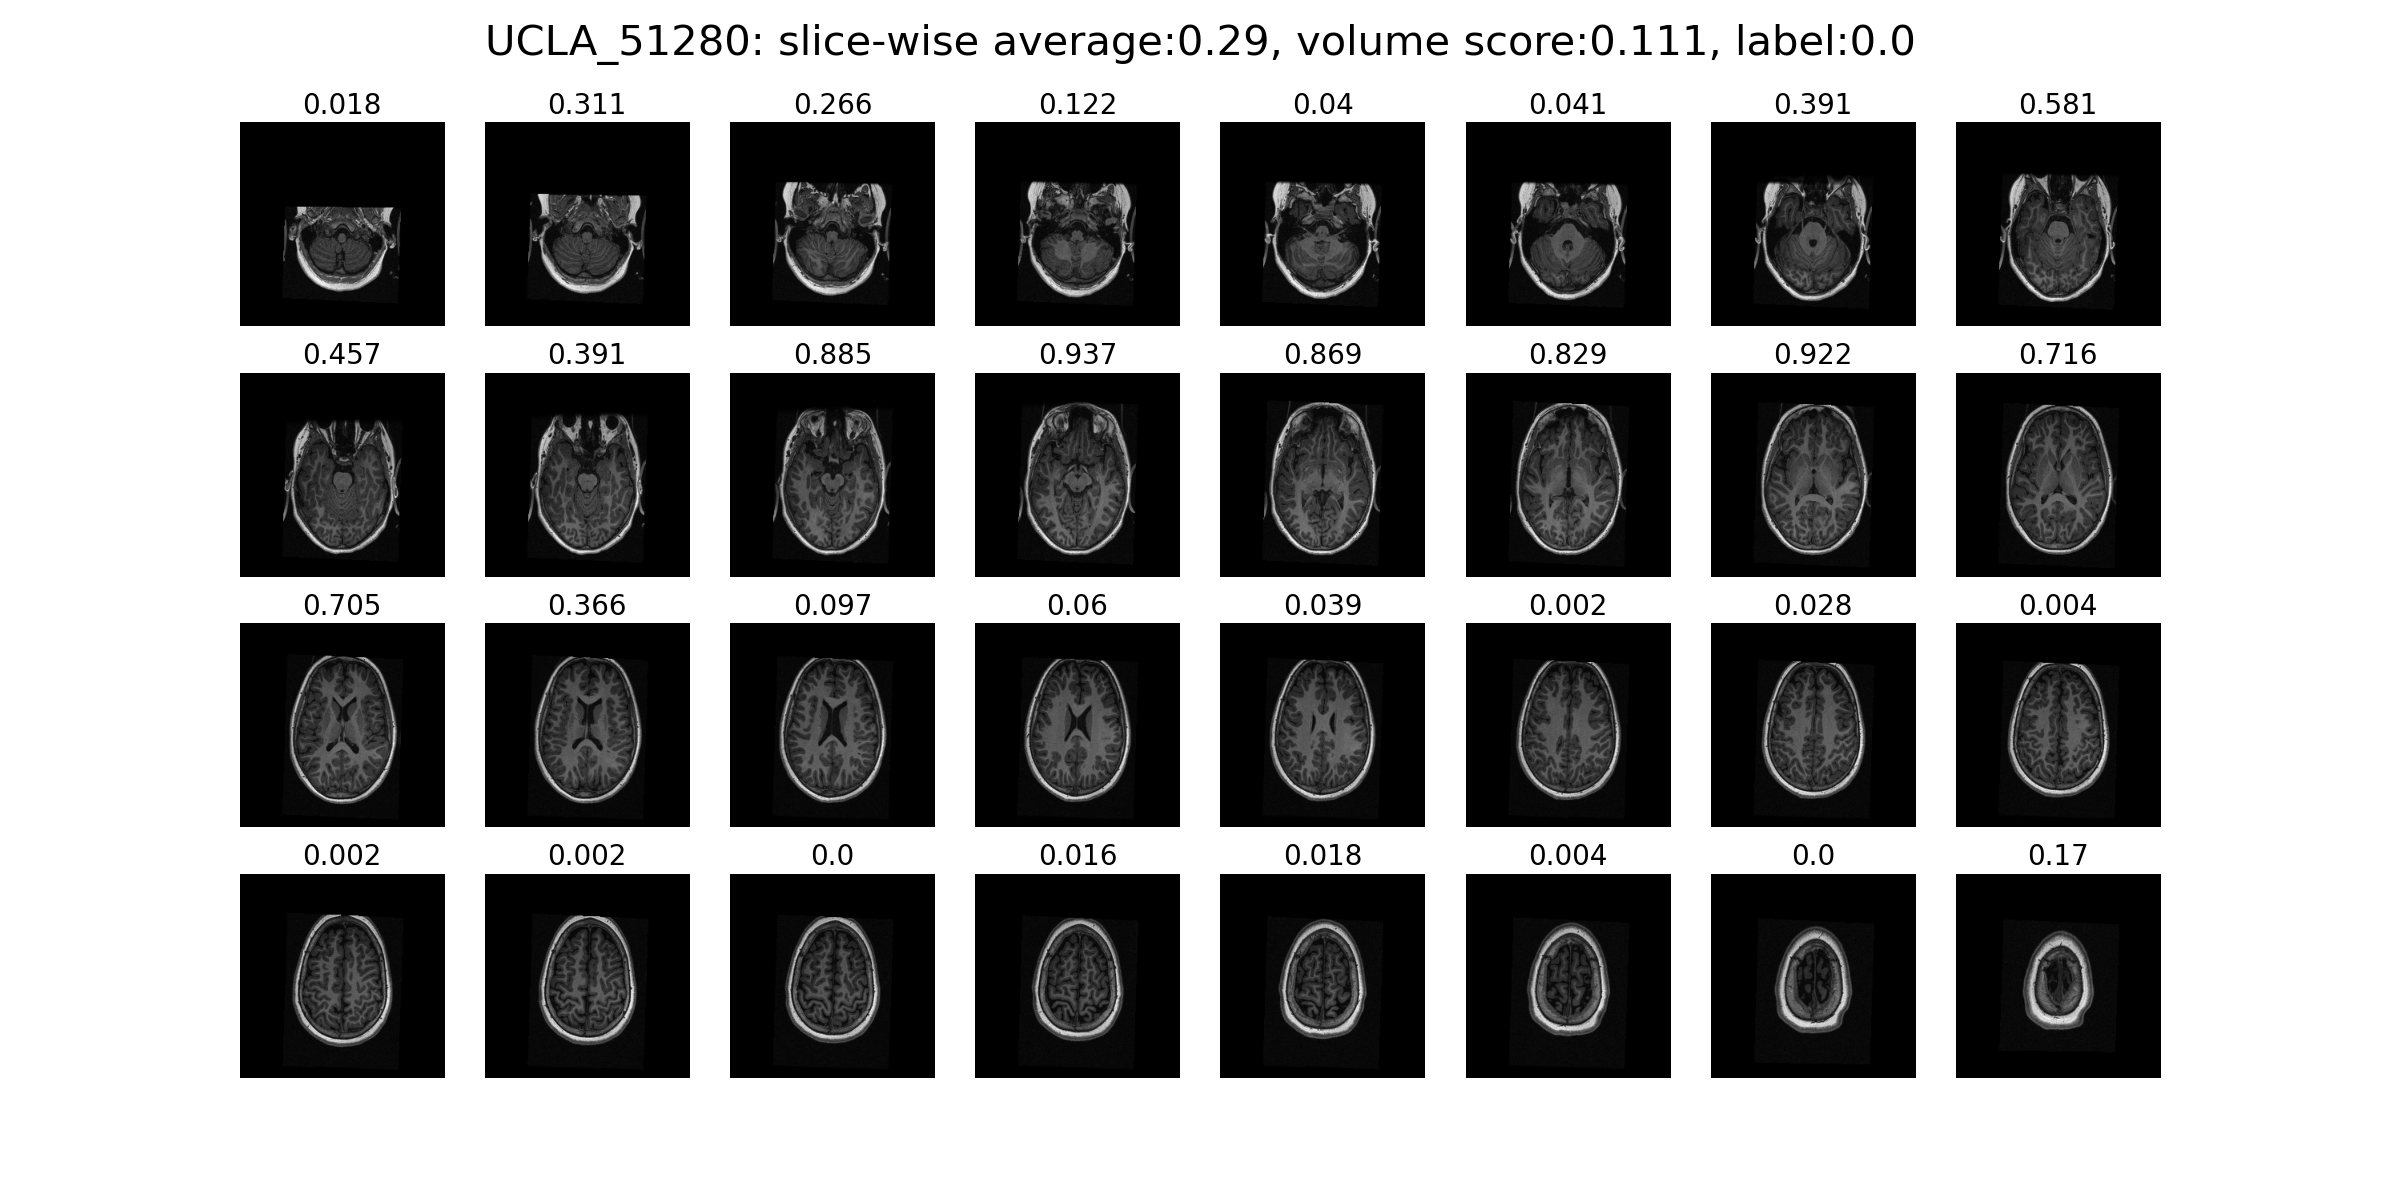 UCLA_51280: slice-wise average:0.29, volume score:0.111, label:0.0
0.018 0.311 0.266 0.122 0.04 0.041 0.391 0.581
0.457 0.391 0.885 0.937 0.869 0.829 0.922 0.716
0.705 0.366 0.097 0.06 0.039 0.002 0.028 0.004
0.002 0.002 0.0 0.016 0.018 0.004 0.0 0.17